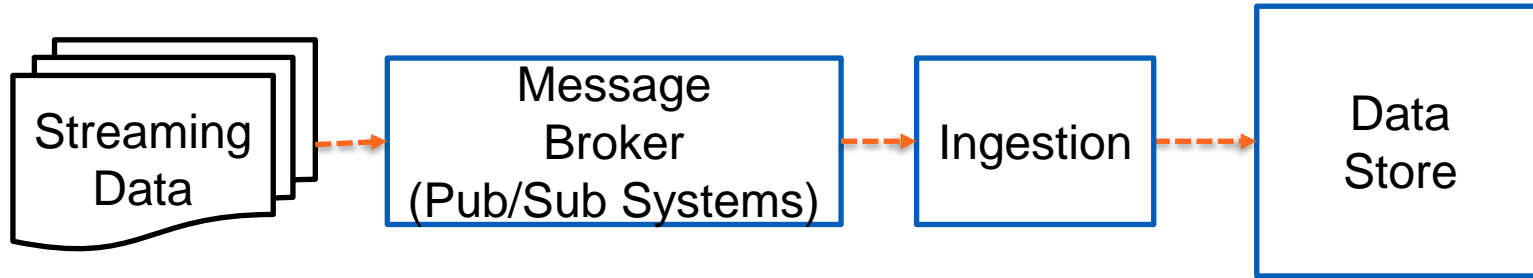 Streaming
Data
Message
Broker
(Pub/Sub Systems)
Ingestion
Data
Store